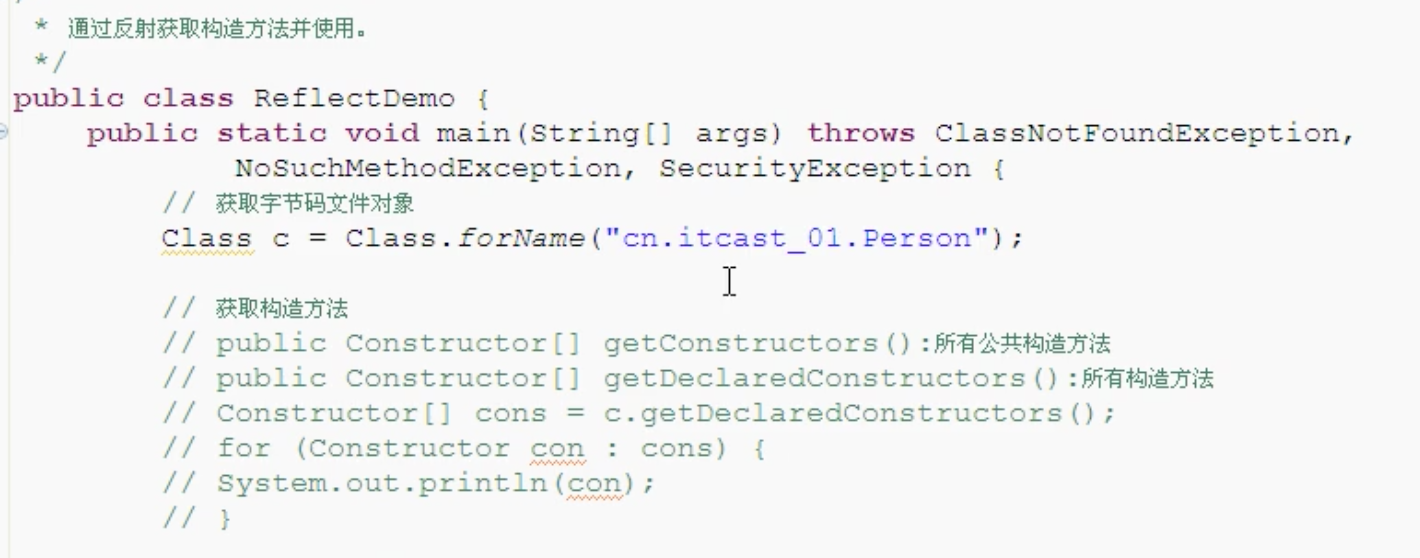 * 通过反射获取构造方法并使用。
*/
public class ReflectDemo {
public static void main(String[] args) throws ClassNotFoundException,
NoSuchMethodException, SecurityException {
// 获取字节码文件对象
Class c = Class.forName("cn.itcast_01.Person");
// 获取构造方法
// public Constructor[] getConstructors():所有公共构造方法
// public Constructor[] getDeclaredConstructors():所有构造方法
// Constructor[] cons = c.getDeclaredConstructors();
// for (Constructor con : cons) {
// System.out.println(con);
// }